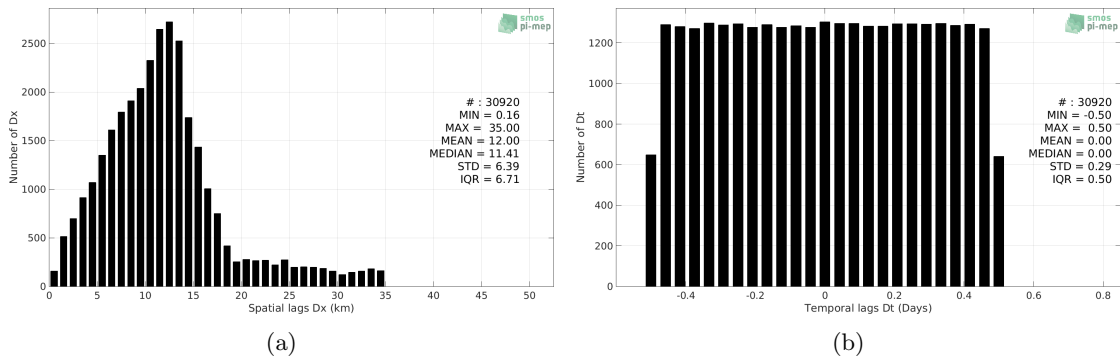 smos
pi-mep
2500
2000
1500
1000
500
0
Number of Dx
# : 30920
MIN = 0.16
MAX = 35.00
MEAN = 12.00
MEDIAN = 11.41
STD = 6.39
IQR = 6.71
0 5 10 15 20 25 30 35 40 45 50
Spatial lags Dx (km)
(a)
smos
pi-mep
1200
1000
800
600
400
200
0
Number of Dt
# : 30920
MIN = -0.50
MAX = 0.50
MEAN = 0.00
MEDIAN = 0.00
STD = 0.29
IQR = 0.50
-0.4 -0.2 0 0.2 0.4 0.6 0.8
Temporal lags Dt (Days)
(b)